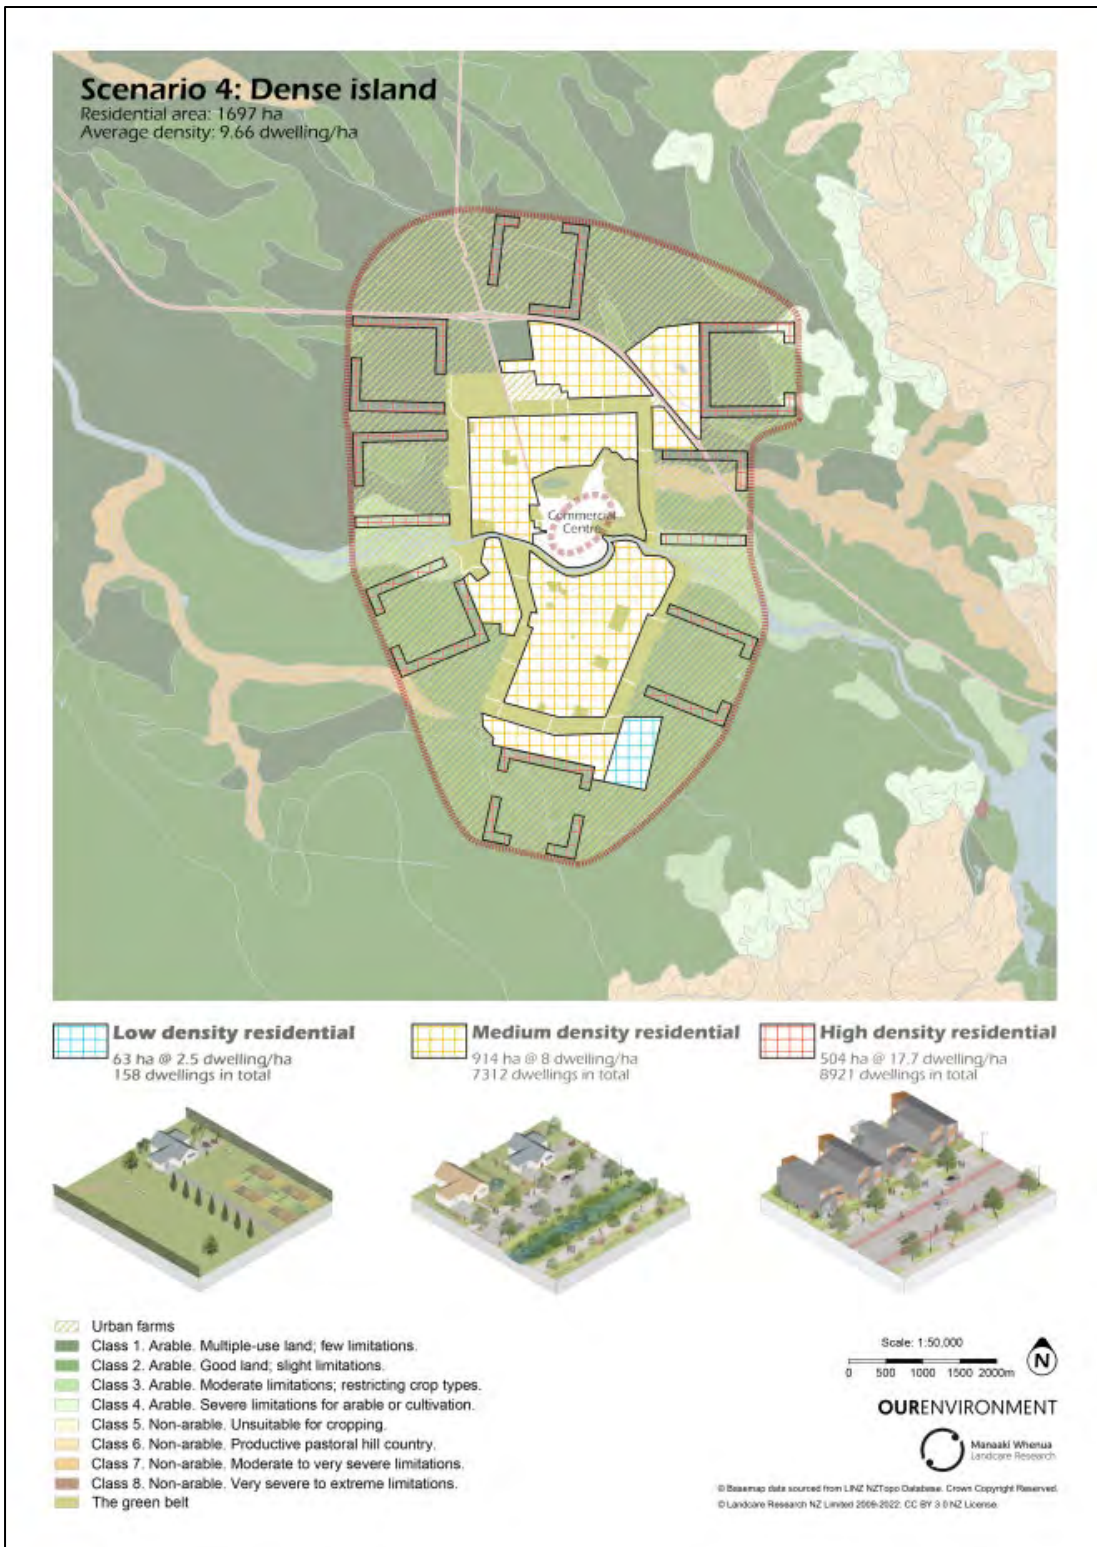 Scenario 4: Dense island
Residential area: 1697 ha
Average density: 9.66 dwelling/ha
Commercial
Centre
Low density residential
63 ha @ 2.5 dwelling/ha
158 dwellings in total
Medium density residential
914 ha @ 8 dwelling/ha
7312 dwellings in total
High density residential
504 ha @ 17.7 dwelling/ha
8921 dwellings in total
Urban farms
Class 1. Arable. Multiple-use land; few limitations.
Class 2. Arable. Good land; slight limitations.
Class 3. Arable. Moderate limitations; restricting crop types.
Class 4. Arable. Severe limitations for arable or cultivation.
Class 5. Non-arable. Unsuitable for cropping.
Class 6. Non-arable. Productive pastoral hill country.
Class 7. Non-arable. Moderate to very severe limitations.
Class 8. Non-arable. Very severe to extreme limitations.
The green belt
Scale: 1:50,000
0 500 1000 1500 2000m
N
OURENVIRONMENT
Manaaki Whenua
Landcare Research
© Basemap data sourced from LINZ NZTopo Database. Crown Copyright Reserved.
© Landcare Research NZ Limited 2009-2022. CC BY 3.0 NZ License.